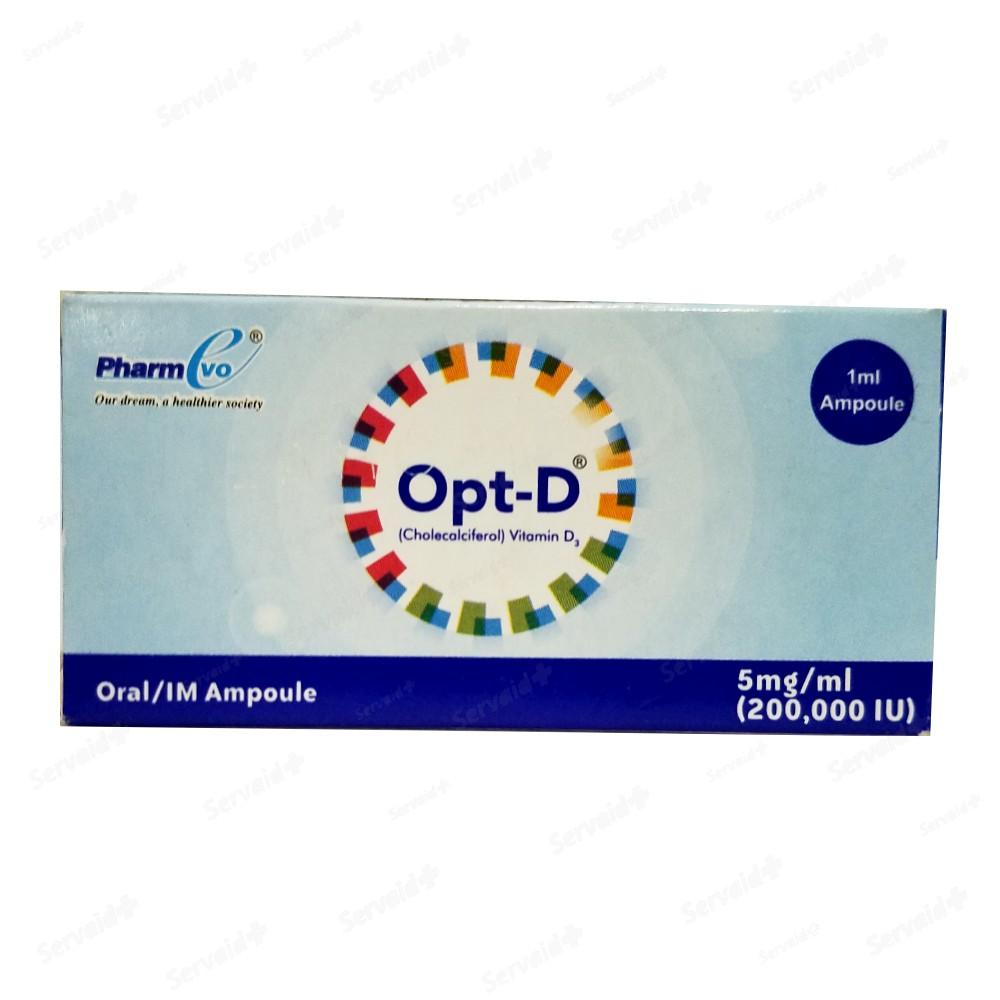 Pharmevo®
Our dream, a healthier society
1ml
Ampoule
Opt-D®
(Cholecalciferol) Vitamin D₃
Oral/IM Ampoule
5mg/ml
(200,000 IU)
Servaid